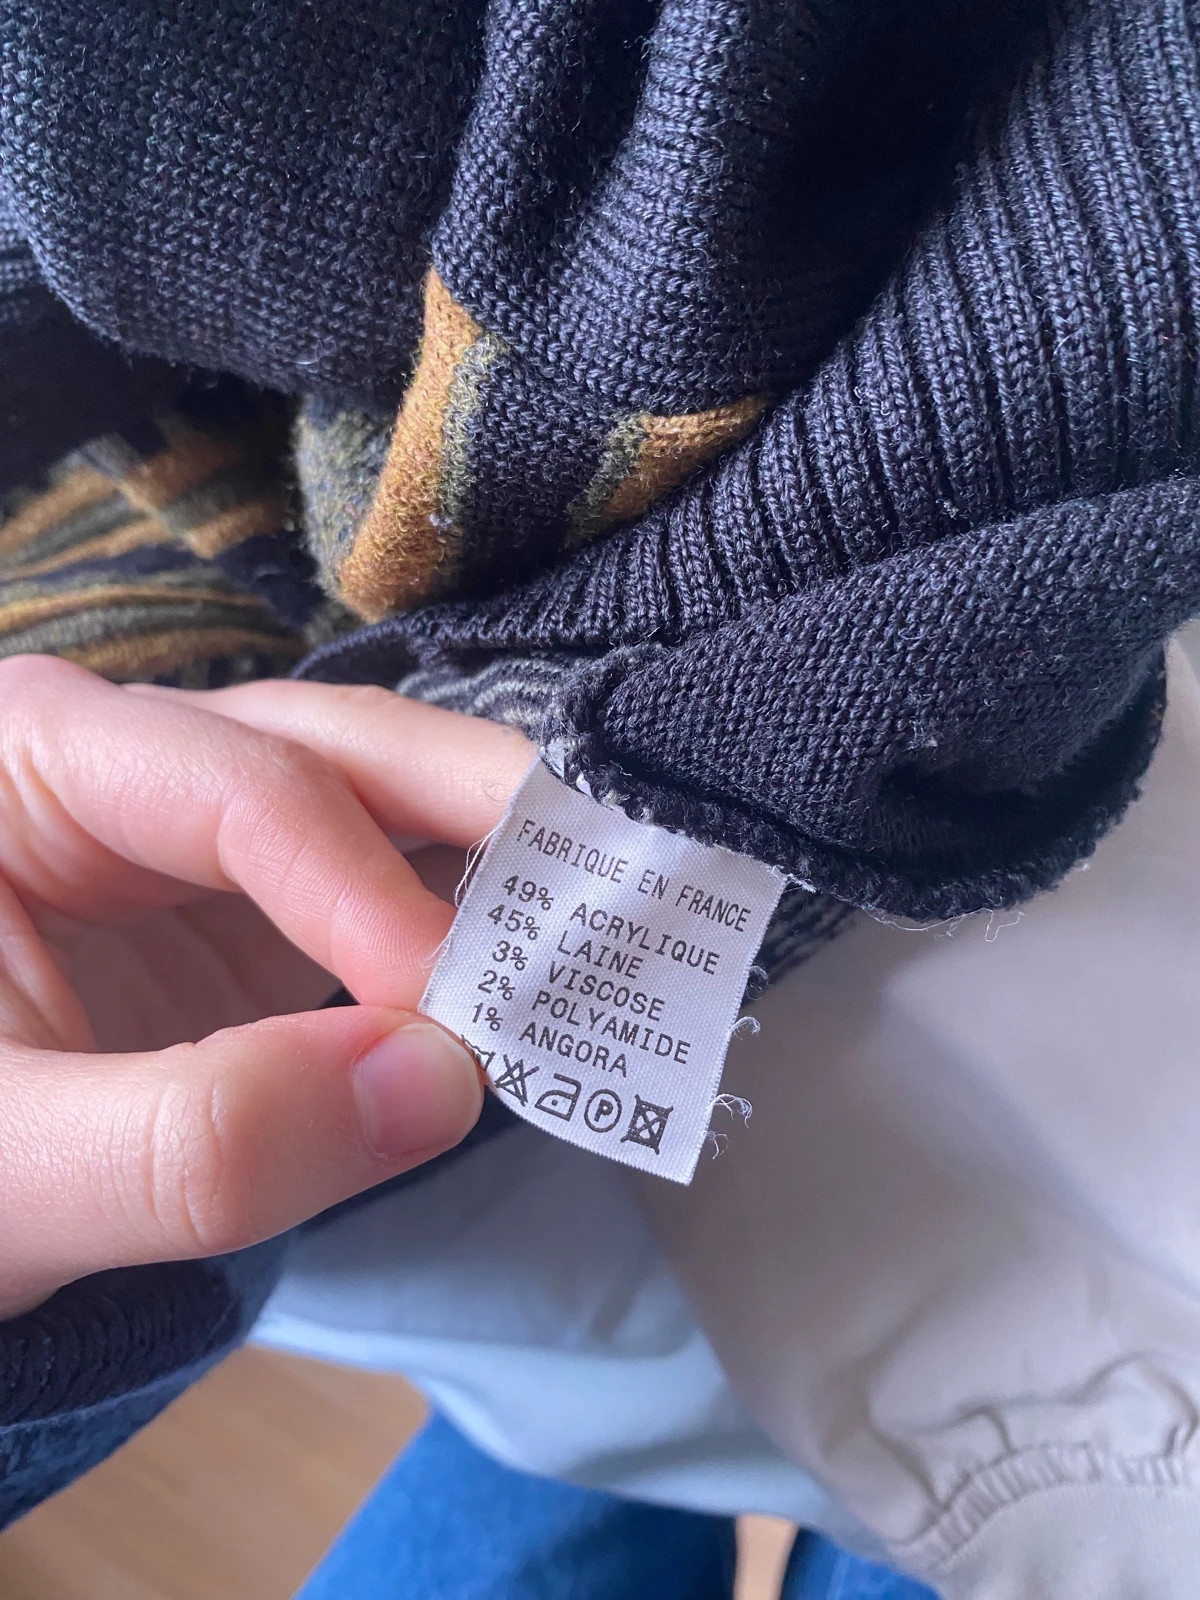 FABRIQUE EN FRANCE
49% ACRYLIQUE
45% LAINE
3% VISCOSE
2% POLYAMIDE
1% ANGORA
P